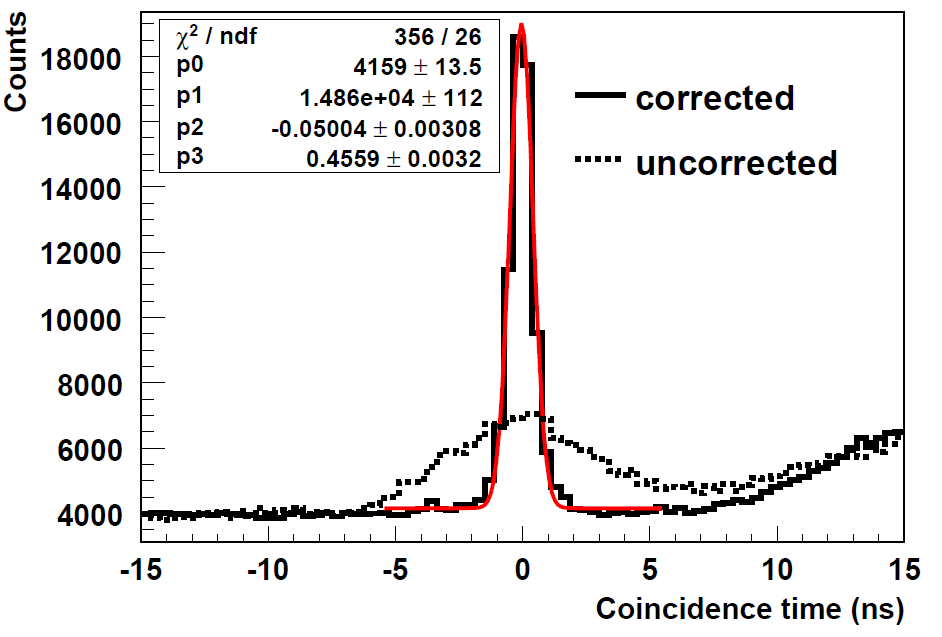 Counts
χ2 / ndf 356 / 26
p0 4159 ± 13.5
p1 1.486e+04 ± 112
p2 -0.05004 ± 0.00308
p3 0.4559 ± 0.0032
corrected
uncorrected
18000
16000
14000
12000
10000
8000
6000
4000
-15 -10 -5 0 5 10 15
Coincidence time (ns)